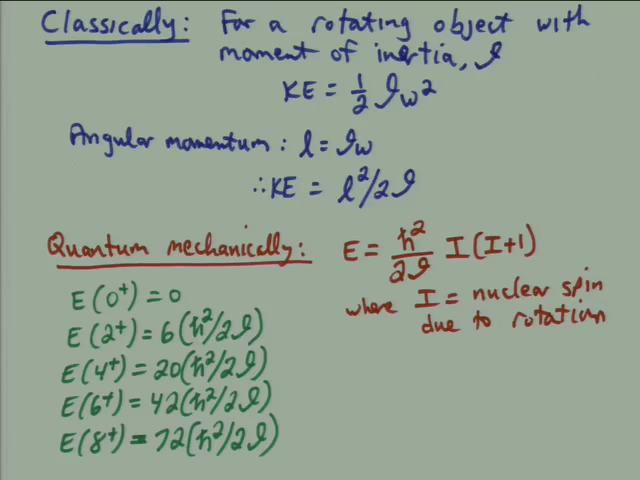 Classically: For a rotating object with
moment of inertia, ℐ
KE = 1/2 ℐω²
Angular momentum: l = ℐω
∴KE = l²/2ℐ
Quantum mechanically: E = ħ²/2ℐ I(I+1)
where I = nuclear spin
due to rotation
E(0⁺) = 0
E(2⁺) = 6(ħ²/2ℐ)
E(4⁺) = 20(ħ²/2ℐ)
E(6⁺) = 42(ħ²/2ℐ)
E(8⁺) = 72(ħ²/2ℐ)